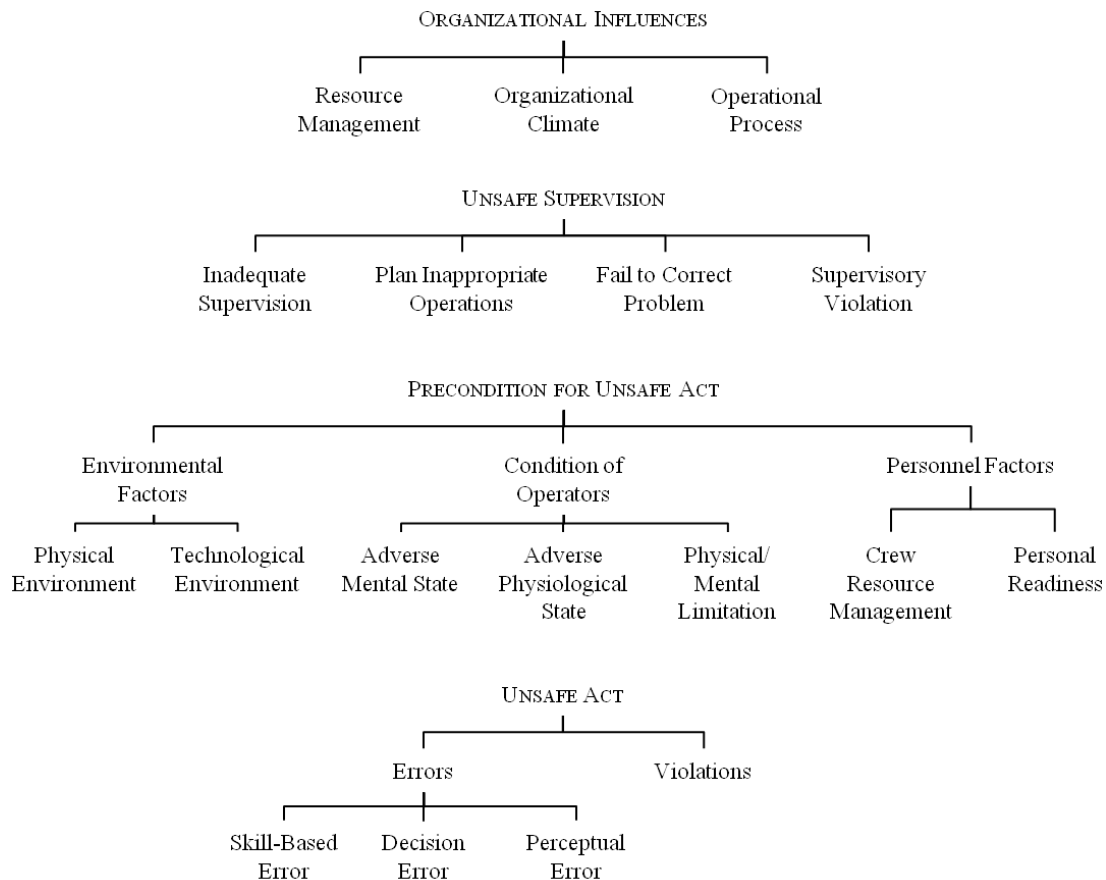 ORGANIZATIONAL INFLUENCES
Resource
Management
Organizational
Climate
Operational
Process
UNSAFE SUPERVISION
Inadequate
Supervision
Plan Inappropriate
Operations
Fail to Correct
Problem
Supervisory
Violation
PRECONDITION FOR UNSAFE ACT
Environmental
Factors
Condition of
Operators
Personnel Factors
Physical
Environment
Technological
Environment
Adverse
Mental State
Adverse
Physiological
State
Physical/
Mental
Limitation
Crew
Resource
Management
Personal
Readiness
UNSAFE ACT
Errors
Violations
Skill-Based
Error
Decision
Error
Perceptual
Error